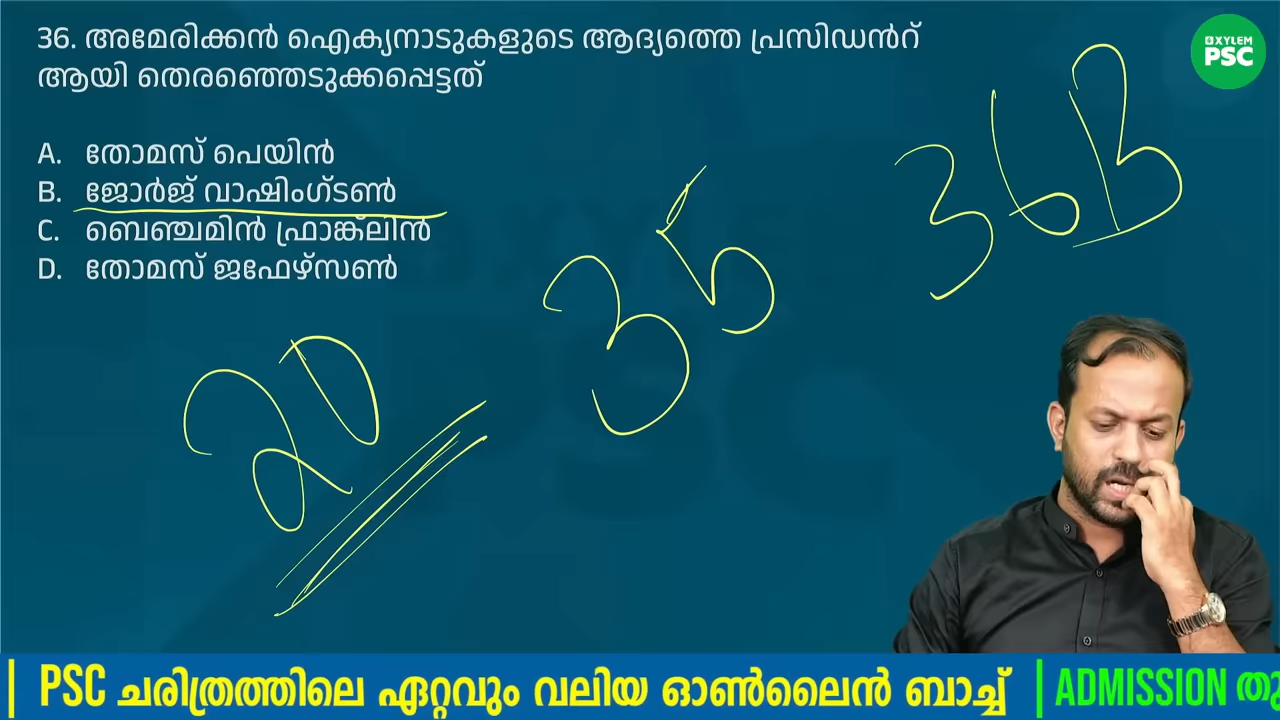 36. അമേരിക്കൻ ഐക്യനാടുകളുടെ ആദ്യത്തെ പ്രസിഡൻറ്
ആയി തെരഞ്ഞെടുക്കപ്പെട്ടത്
A. തോമസ് പെയിൻ
B. ജോർജ് വാഷിംഗ്ടൺ
C. ബെഞ്ചമിൻ ഫ്രാങ്ക്ലിൻ
D. തോമസ് ജഫേഴ്സൺ
OXYLEM
PSC
36B
35
20
PSC ചരിത്രത്തിലെ ഏറ്റവും വലിയ ഓൺലൈൻ ബാച്ച് | ADMISSION തു